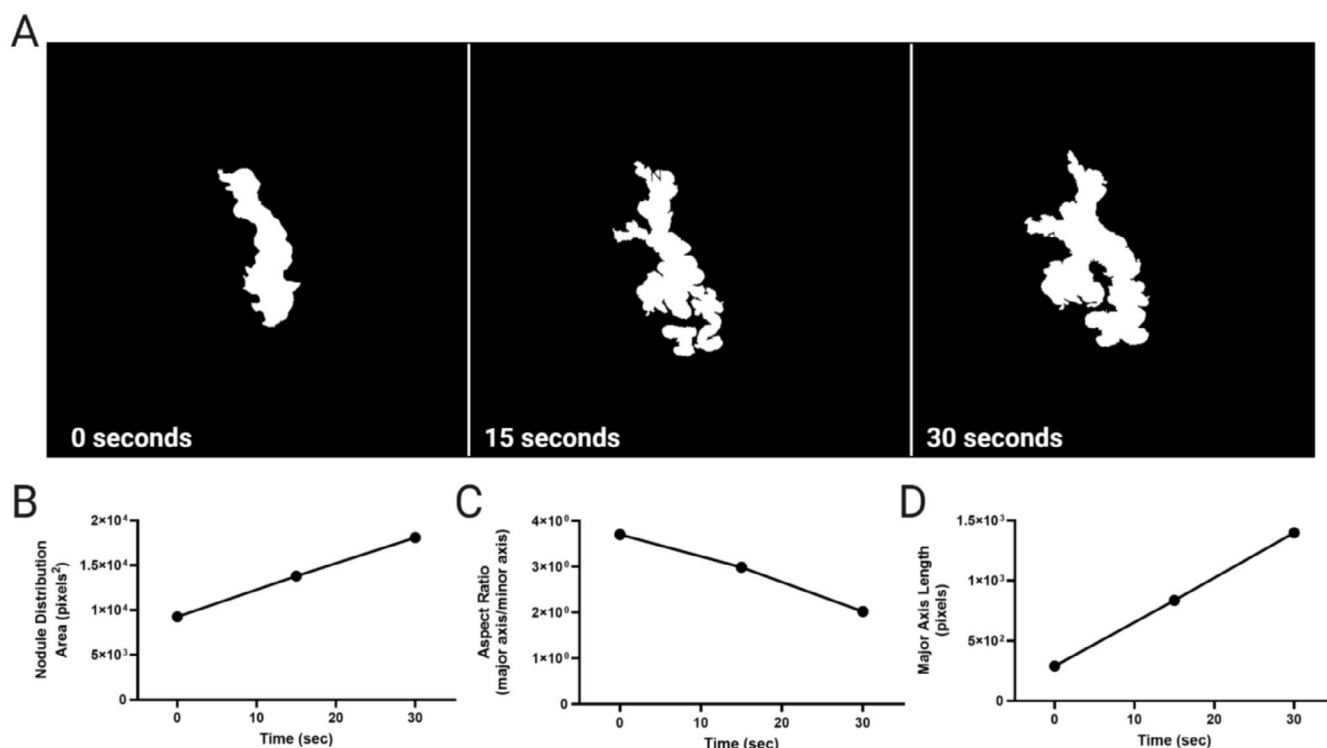 A
N
0 seconds
15 seconds
30 seconds
B
Nodule Distribution
Area (pixels²)
2×10⁴
1.5×10⁴
1×10⁴
5×10³
0
0
10
20
30
Time (sec)
C
Aspect Ratio
(major axis/minor axis)
4×10⁰
3×10⁰
2×10⁰
1×10⁰
0
0
10
20
30
Time (sec)
D
Major Axis Length
(pixels)
1.5×10³
1×10³
5×10²
0
0
10
20
30
Time (sec)